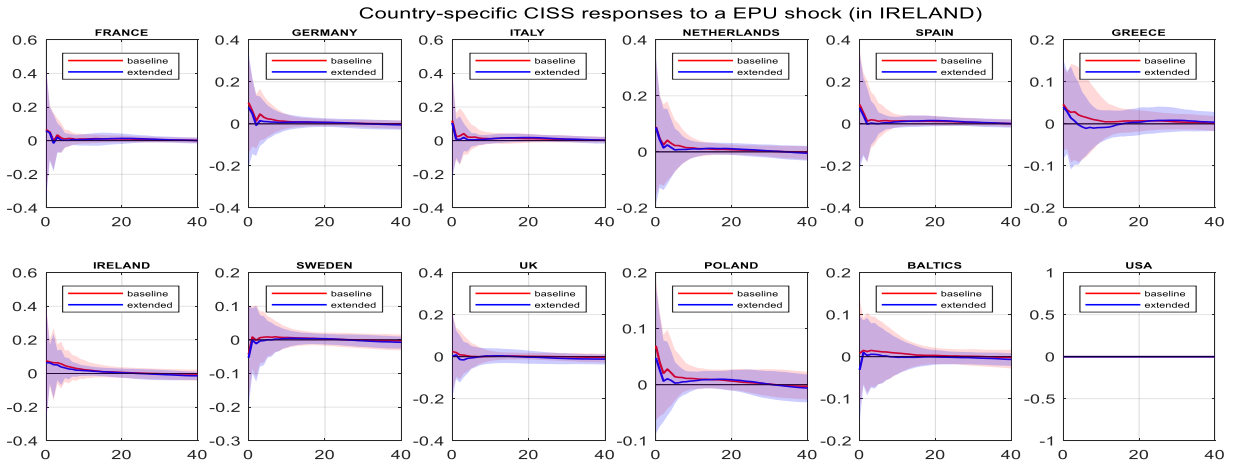 Country-specific CISS responses to a EPU shock (in IRELAND)
FRANCE
0.6
0.4
0.2
0
-0.2
-0.4
0 20 40
baseline
extended
GERMANY
0.4
0.2
0
-0.2
-0.4
0 20 40
baseline
extended
ITALY
0.6
0.4
0.2
0
-0.2
-0.4
0 20 40
baseline
extended
NETHERLANDS
0.4
0.2
0
-0.2
0 20 40
baseline
extended
SPAIN
0.4
0.2
0
-0.2
-0.4
0 20 40
baseline
extended
GREECE
0.2
0.1
0
-0.1
-0.2
0 20 40
baseline
extended
IRELAND
0.6
0.4
0.2
0
-0.2
-0.4
0 20 40
baseline
extended
SWEDEN
0.2
0.1
0
-0.1
-0.2
-0.3
0 20 40
baseline
extended
UK
0.4
0.2
0
-0.2
-0.4
0 20 40
baseline
extended
POLAND
0.2
0.1
0
-0.1
0 20 40
baseline
extended
BALTICS
0.2
0.1
0
-0.1
-0.2
0 20 40
baseline
extended
USA
1
0.5
0
-0.5
-1
0 20 40
baseline
extended